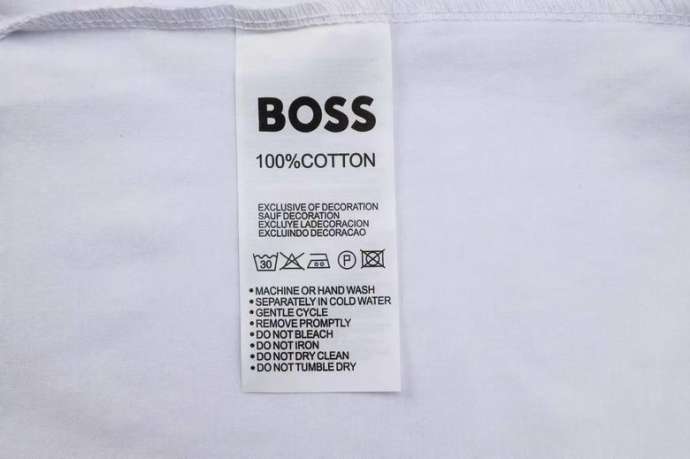 BOSS
100%COTTON
EXCLUSIVE OF DECORATION
SAUF DECORATION
EXCLUYE LADECORACION
EXCLUINDO DECORACAO
30 P
• MACHINE OR HAND WASH
• SEPARATELY IN COLD WATER
• GENTLE CYCLE
• REMOVE PROMPTLY
• DO NOT BLEACH
• DO NOT IRON
• DO NOT DRY CLEAN
• DO NOT TUMBLE DRY